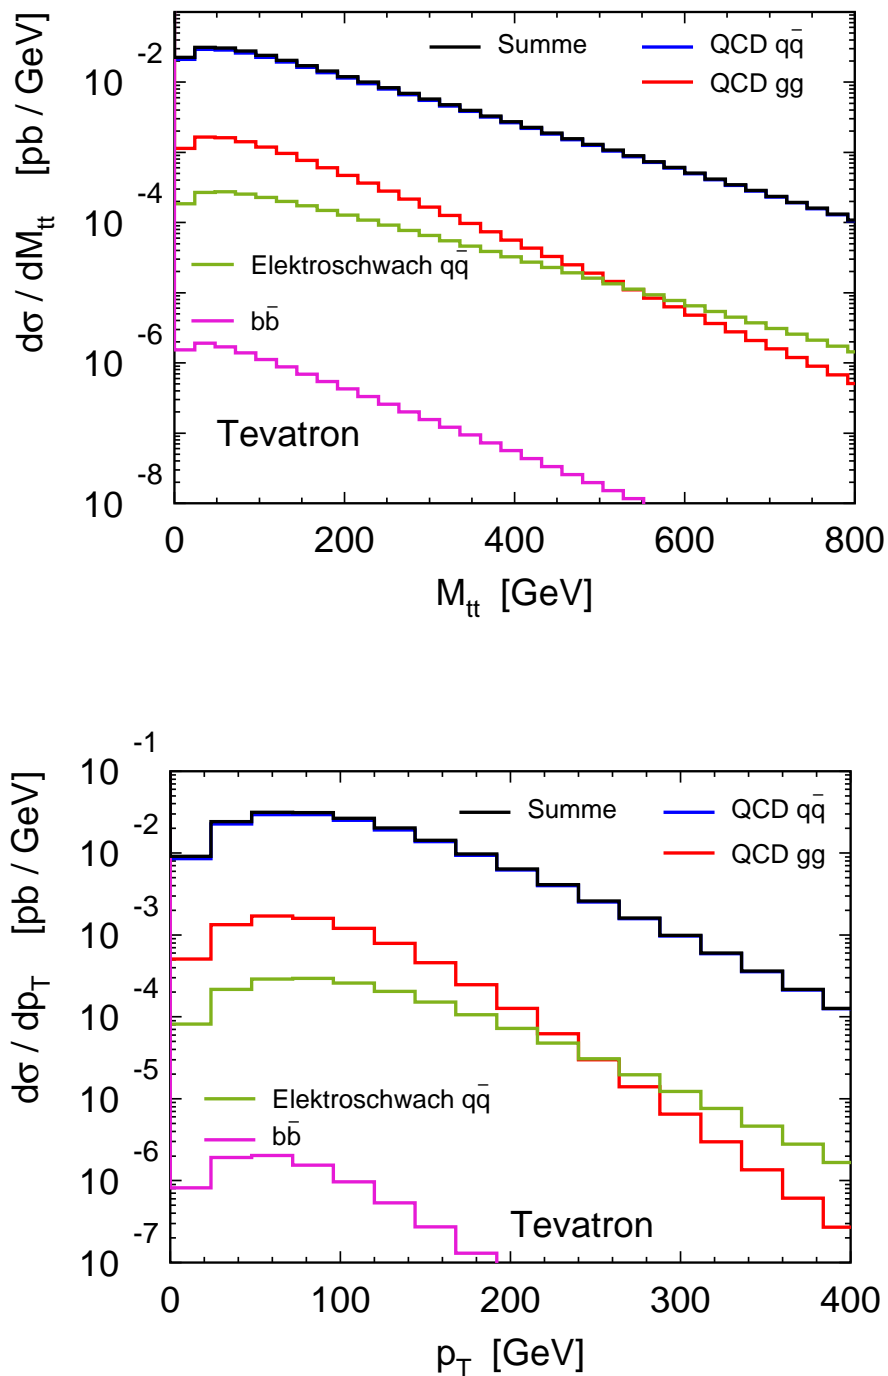 dσ / dM_tt [pb / GeV]
10^-2
10^-4
10^-6
10^-8
Summe
QCD qq̅
QCD gg
Elektroschwach qq̅
bb̅
Tevatron
0 200 400 600 800
M_tt [GeV]
dσ / dp_T [pb / GeV]
10^-1
10^-2
10^-3
10^-4
10^-5
10^-6
10^-7
Summe
QCD qq̅
QCD gg
Elektroschwach qq̅
bb̅
Tevatron
0 100 200 300 400
p_T [GeV]